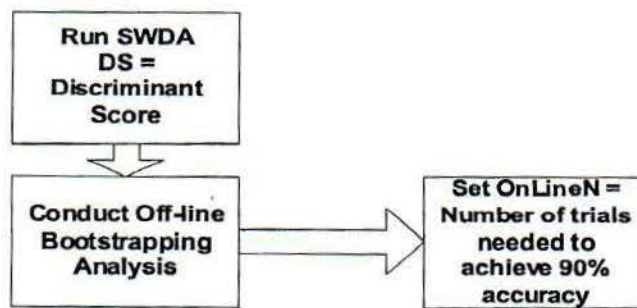 Run SWDA
DS =
Discriminant
Score
Conduct Off-line
Bootstrapping
Analysis
Set OnLineN =
Number of trials
needed to
achieve 90%
accuracy